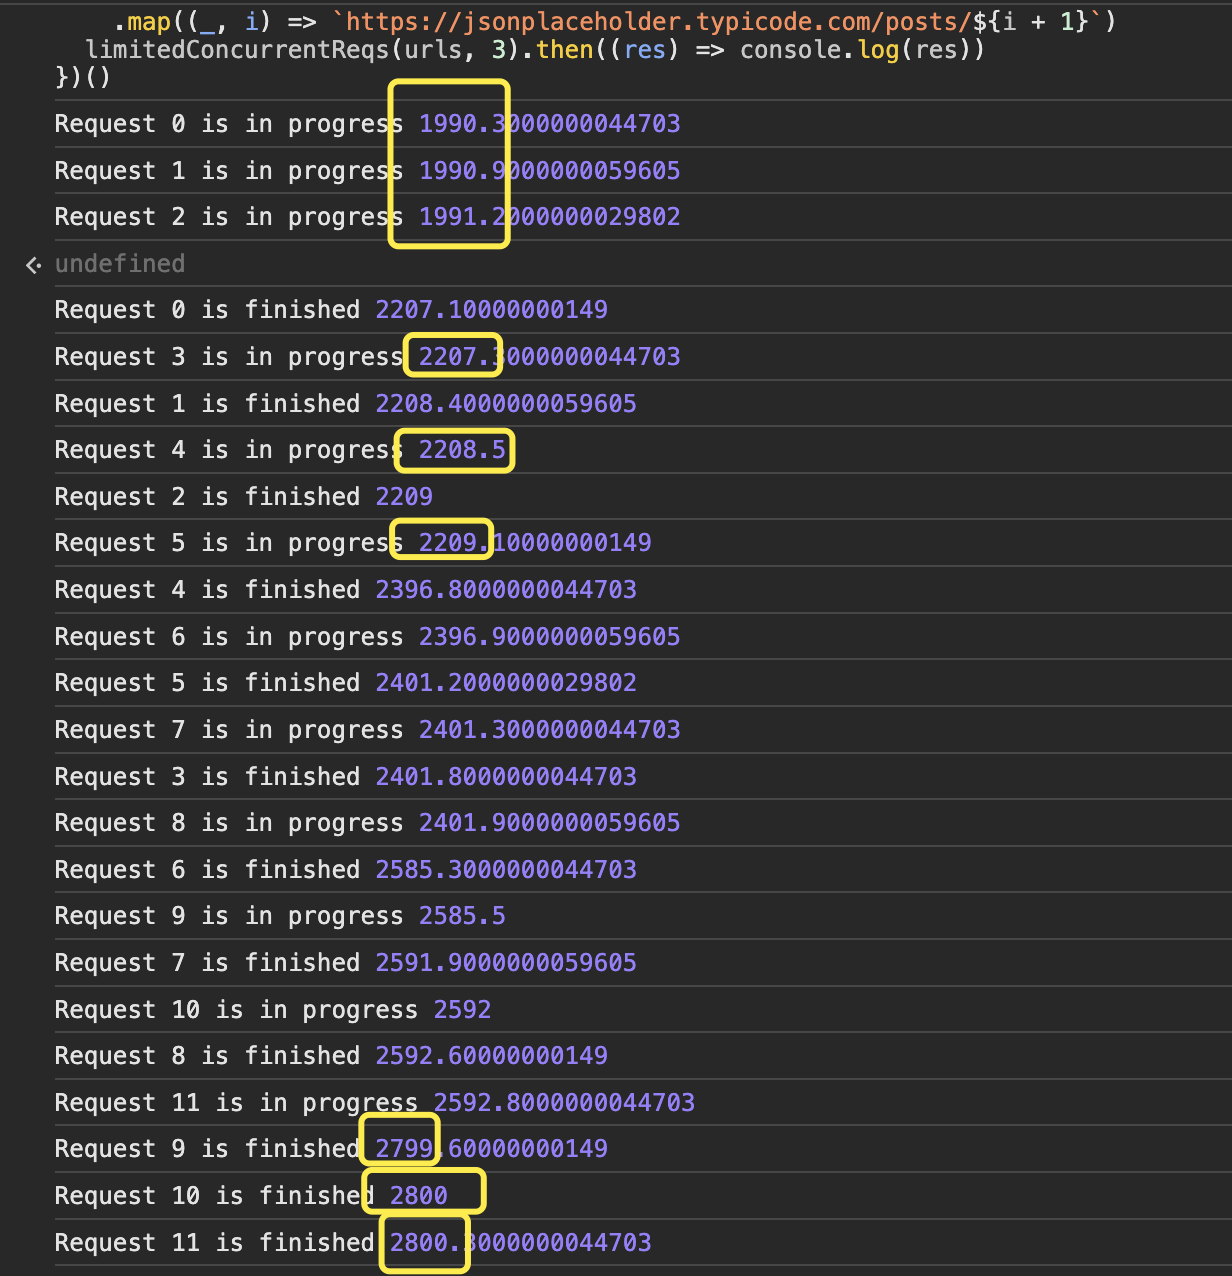 .map((_, i) => `https://jsonplaceholder.typicode.com/posts/${i + 1}`)
limitedConcurrentReqs(urls, 3).then((res) => console.log(res))
})()
Request 0 is in progress 1990.3000000044703
Request 1 is in progress 1990.9000000059605
Request 2 is in progress 1991.2000000029802
undefined
Request 0 is finished 2207.10000000149
Request 3 is in progress 2207.3000000044703
Request 1 is finished 2208.4000000059605
Request 4 is in progress 2208.5
Request 2 is finished 2209
Request 5 is in progress 2209.10000000149
Request 4 is finished 2396.8000000044703
Request 6 is in progress 2396.9000000059605
Request 5 is finished 2401.2000000029802
Request 7 is in progress 2401.3000000044703
Request 3 is finished 2401.8000000044703
Request 8 is in progress 2401.9000000059605
Request 6 is finished 2585.3000000044703
Request 9 is in progress 2585.5
Request 7 is finished 2591.9000000059605
Request 10 is in progress 2592
Request 8 is finished 2592.60000000149
Request 11 is in progress 2592.8000000044703
Request 9 is finished 2799.60000000149
Request 10 is finished 2800
Request 11 is finished 2800.3000000044703